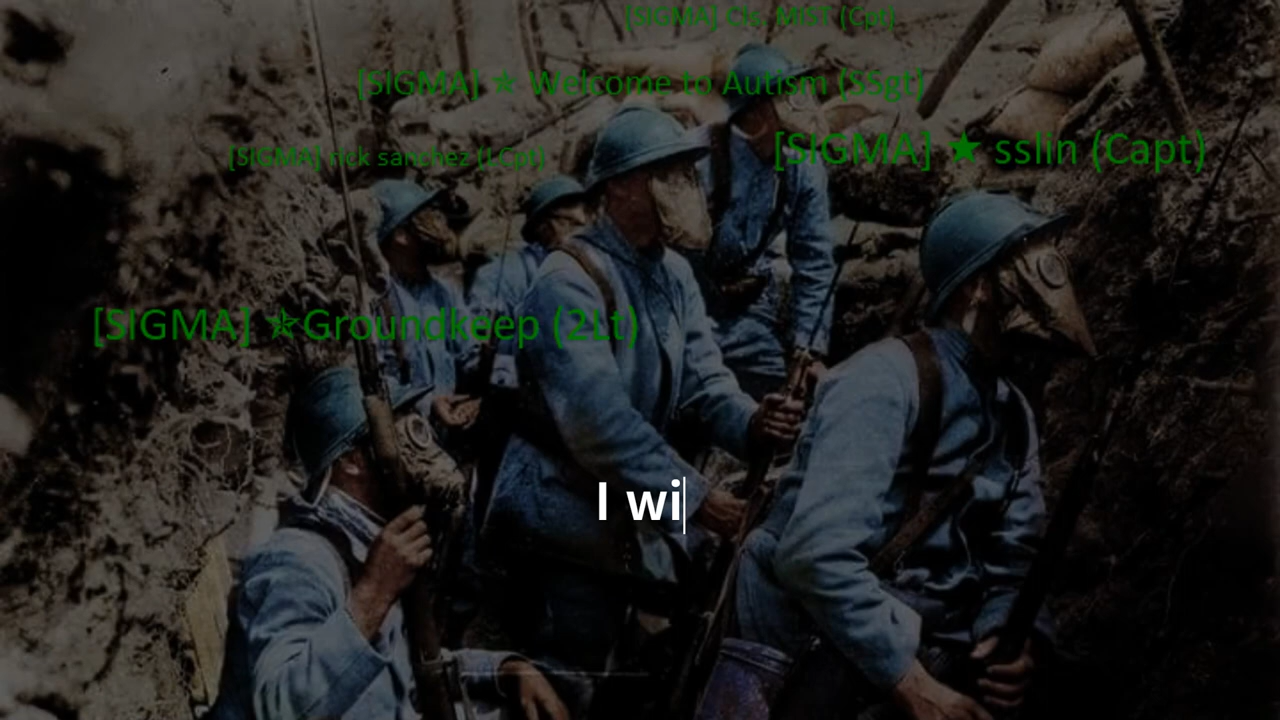 [SIGMA] Cls. MIST (Cpt)
[SIGMA] ✯ Welcome to Autism (SSgt)
[SIGMA] ★ sslin (Capt)
[SIGMA] rick sanchez (LCpt)
[SIGMA] ✯Groundkeep (2Lt)
I wi